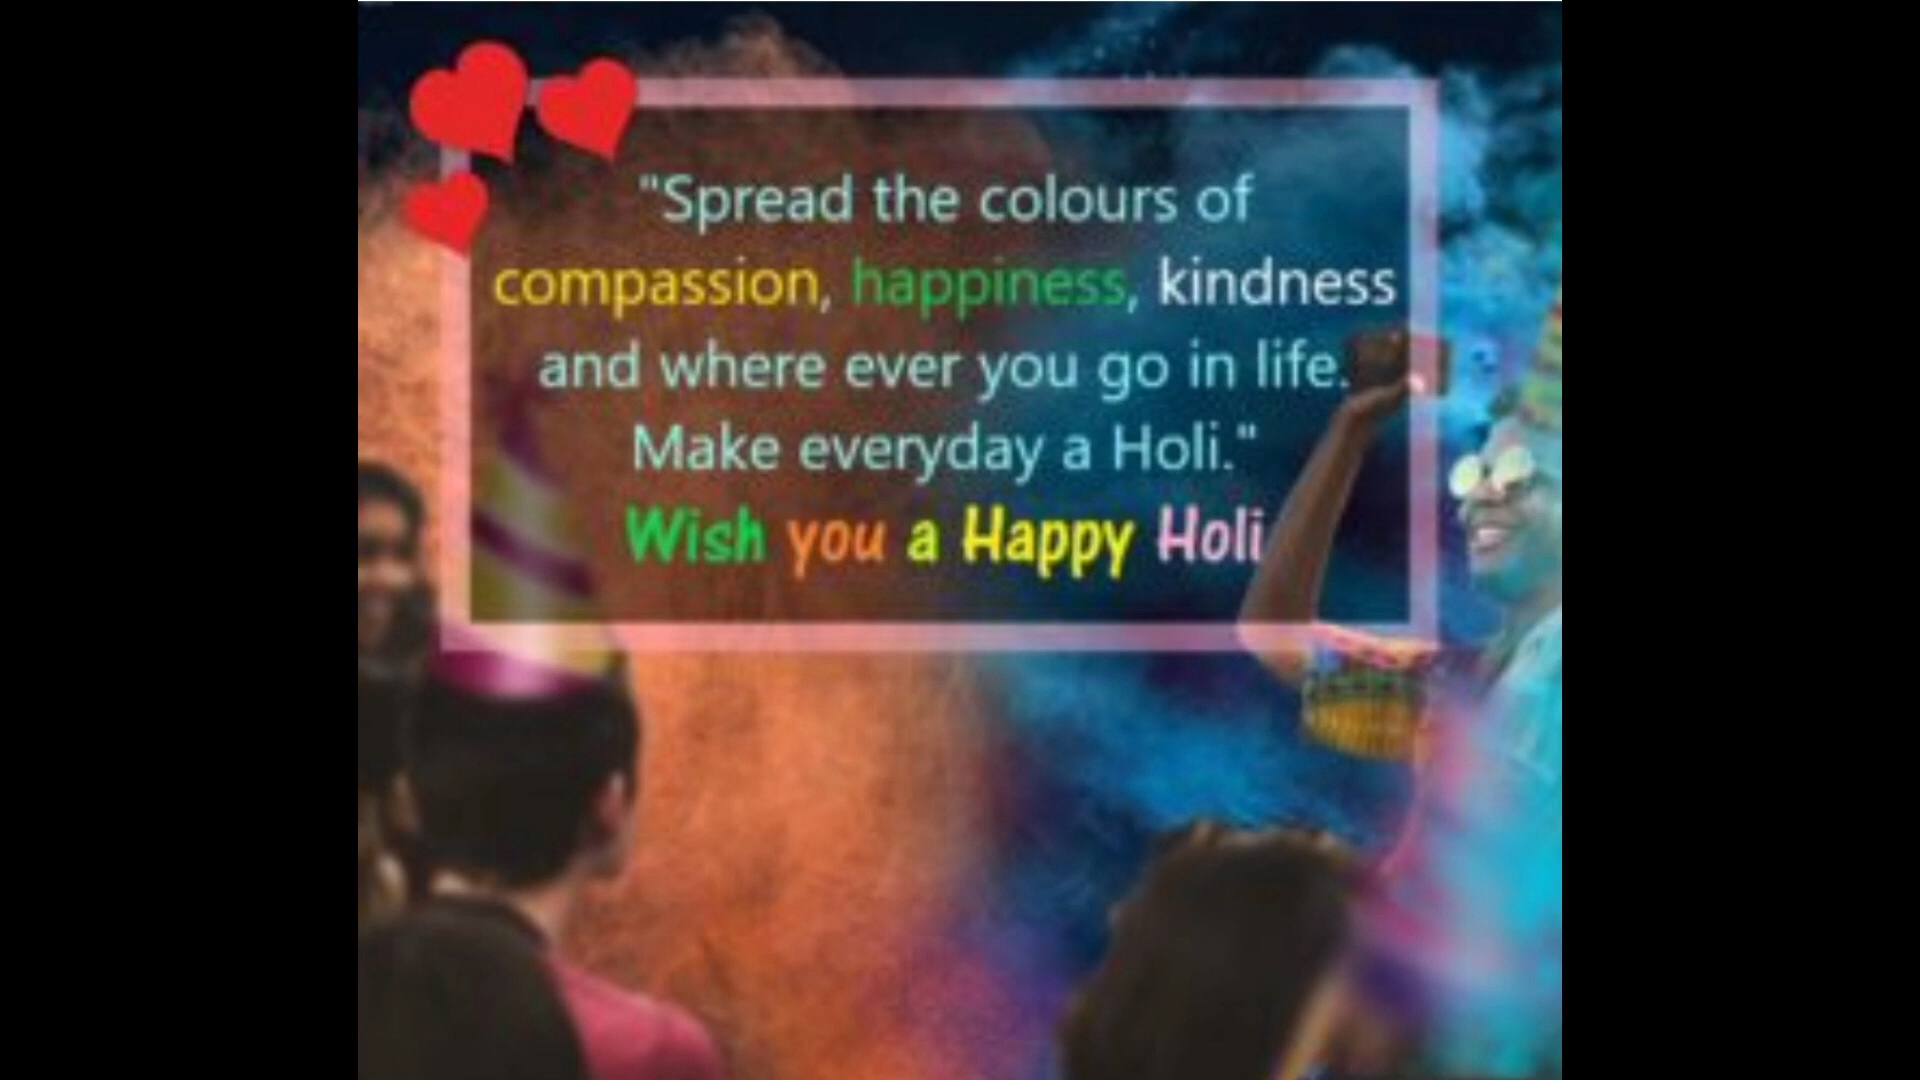 "Spread the colours of
compassion, happiness, kindness
and where ever you go in life.
Make everyday a Holi."
Wish you a Happy Holi